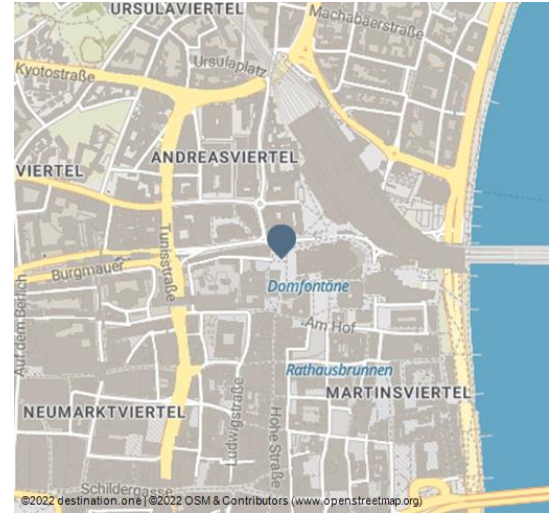 URSULAVIERTEL
Machabäerstraße
Kyotostraße
Ursulaplatz
ANDREASVIERTEL
VIERTEL
Tunisstraße
Burgmauer
Auf dem Berlich
Domfontäne
Am Hof
Rathausbrunnen
MARTINSVIERTEL
NEUMARKTVIERTEL
Ludwigstraße
Hohe Straße
Schildergasse
©2022 destination.one | ©2022 OSM & Contributors (www.openstreetmap.org)